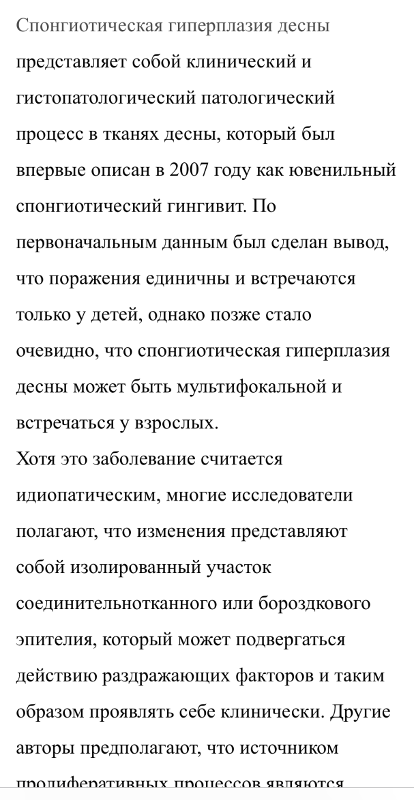 Спонгиотическая гиперплазия десны
представляет собой клинический и
гистопатологический патологический
процесс в тканях десны, который был
впервые описан в 2007 году как ювенильный
спонгиотический гингивит. По
первоначальным данным был сделан вывод,
что поражения единичны и встречаются
только у детей, однако позже стало
очевидно, что спонгиотическая гиперплазия
десны может быть мультифокальной и
встречаться у взрослых.
Хотя это заболевание считается
идиопатическим, многие исследователи
полагают, что изменения представляют
собой изолированный участок
соединительнотканного или бороздкового
эпителия, который может подвергаться
действию раздражающих факторов и таким
образом проявлять себе клинически. Другие
авторы предполагают, что источником
пролиферативных процессов являются